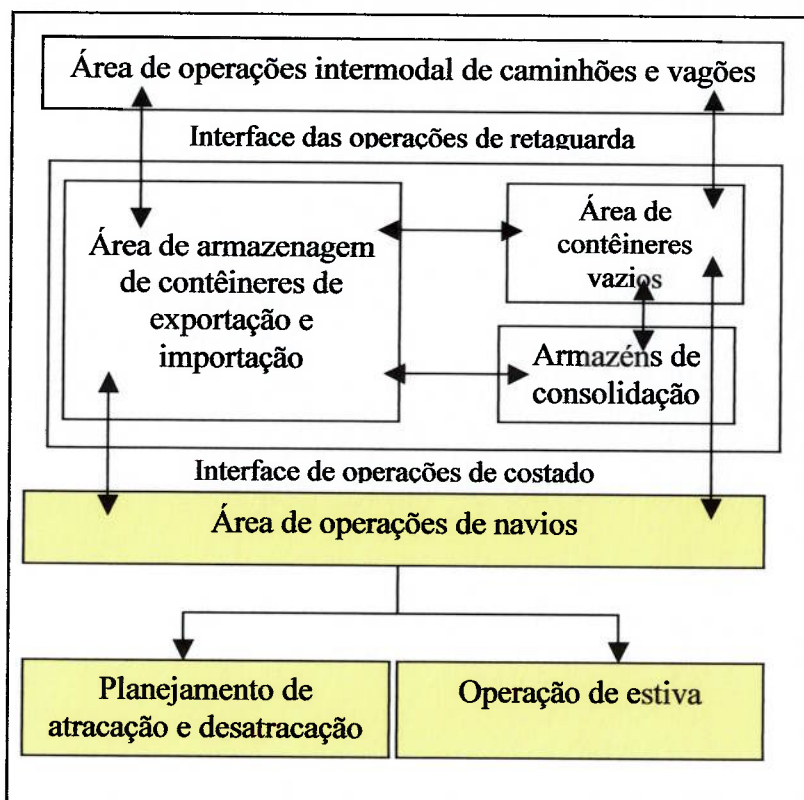 Área de operações intermodal de caminhões e vagões
Interface das operações de retaguarda
Área de armazenagem
de contêineres de
exportação e
importação
Área de
contêineres
vazios
Armazéns de
consolidação
Interface de operações de costado
Área de operações de navios
Planejamento de
atracação e desatracação
Operação de estiva